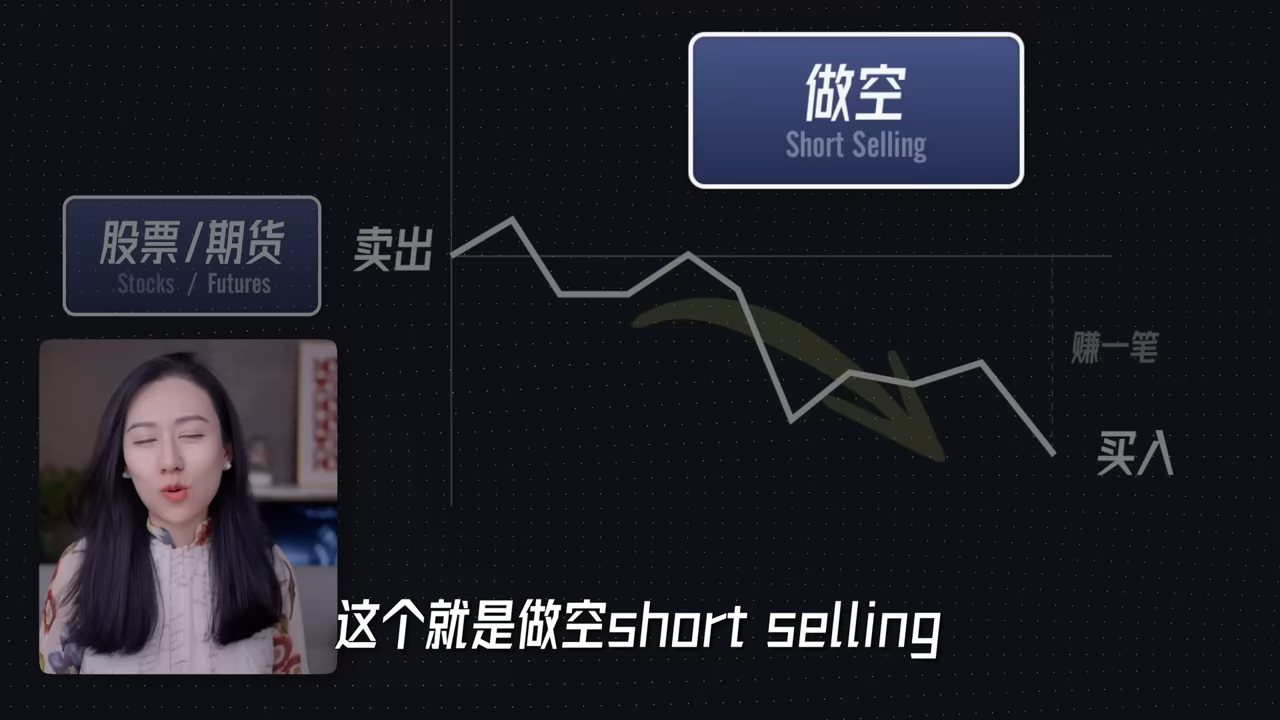 做空
Short Selling
股票/期货
Stocks / Futures
卖出
赚一笔
买入
这个就是做空short selling